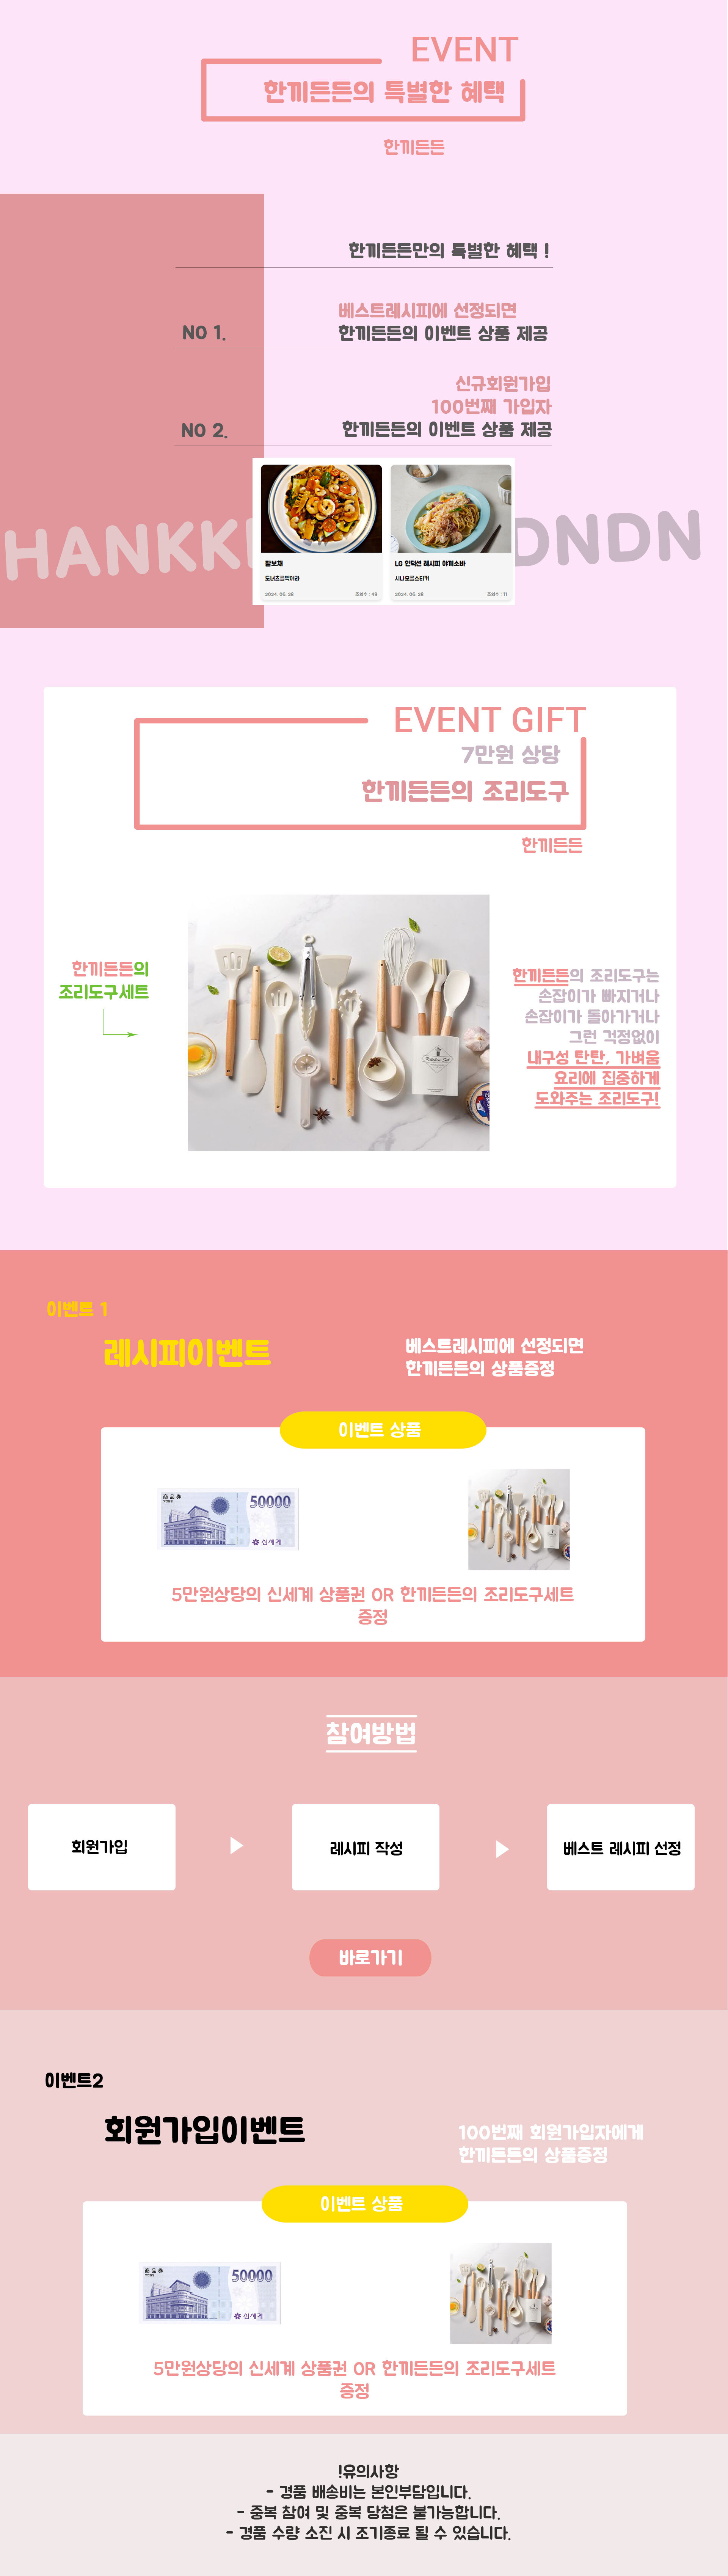 EVENT
한끼든든의 특별한 혜택
한끼든든
한끼든든만의 특별한 혜택 !
베스트레시피에 선정되면
NO 1.
한끼든든의 이벤트 상품 제공
신규회원가입
100번째 가입자
NO 2.
한끼든든의 이벤트 상품 제공
HANKKI
DNDN
팔보채
도너츠를먹어라
2024. 06. 28
조회수 : 43
LG 인덕션 레시피 야끼소바
시나모롤스티커
2024. 06. 28
조회수 : 11
EVENT GIFT
7만원 상당
한끼든든의 조리도구
한끼든든
한끼든든의
조리도구세트
Kitchen Set
한끼든든의 조리도구는
손잡이가 빠지거나
손잡이가 돌아가거나
그런 걱정없이
내구성 탄탄, 가벼움
요리에 집중하게
도와주는 조리도구!
이벤트 1
레시피이벤트
베스트레시피에 선정되면
한끼든든의 상품증정
이벤트 상품
商品券
50000
신세계
5만원상당의 신세계 상품권 OR 한끼든든의 조리도구세트
증정
참여방법
회원가입
레시피 작성
베스트 레시피 선정
바로가기
이벤트2
회원가입이벤트
100번째 회원가입자에게
한끼든든의 상품증정
이벤트 상품
商品券
50000
신세계
5만원상당의 신세계 상품권 OR 한끼든든의 조리도구세트
증정
!유의사항
- 경품 배송비는 본인부담입니다.
- 중복 참여 및 중복 당첨은 불가능합니다.
- 경품 수량 소진 시 조기종료 될 수 있습니다.